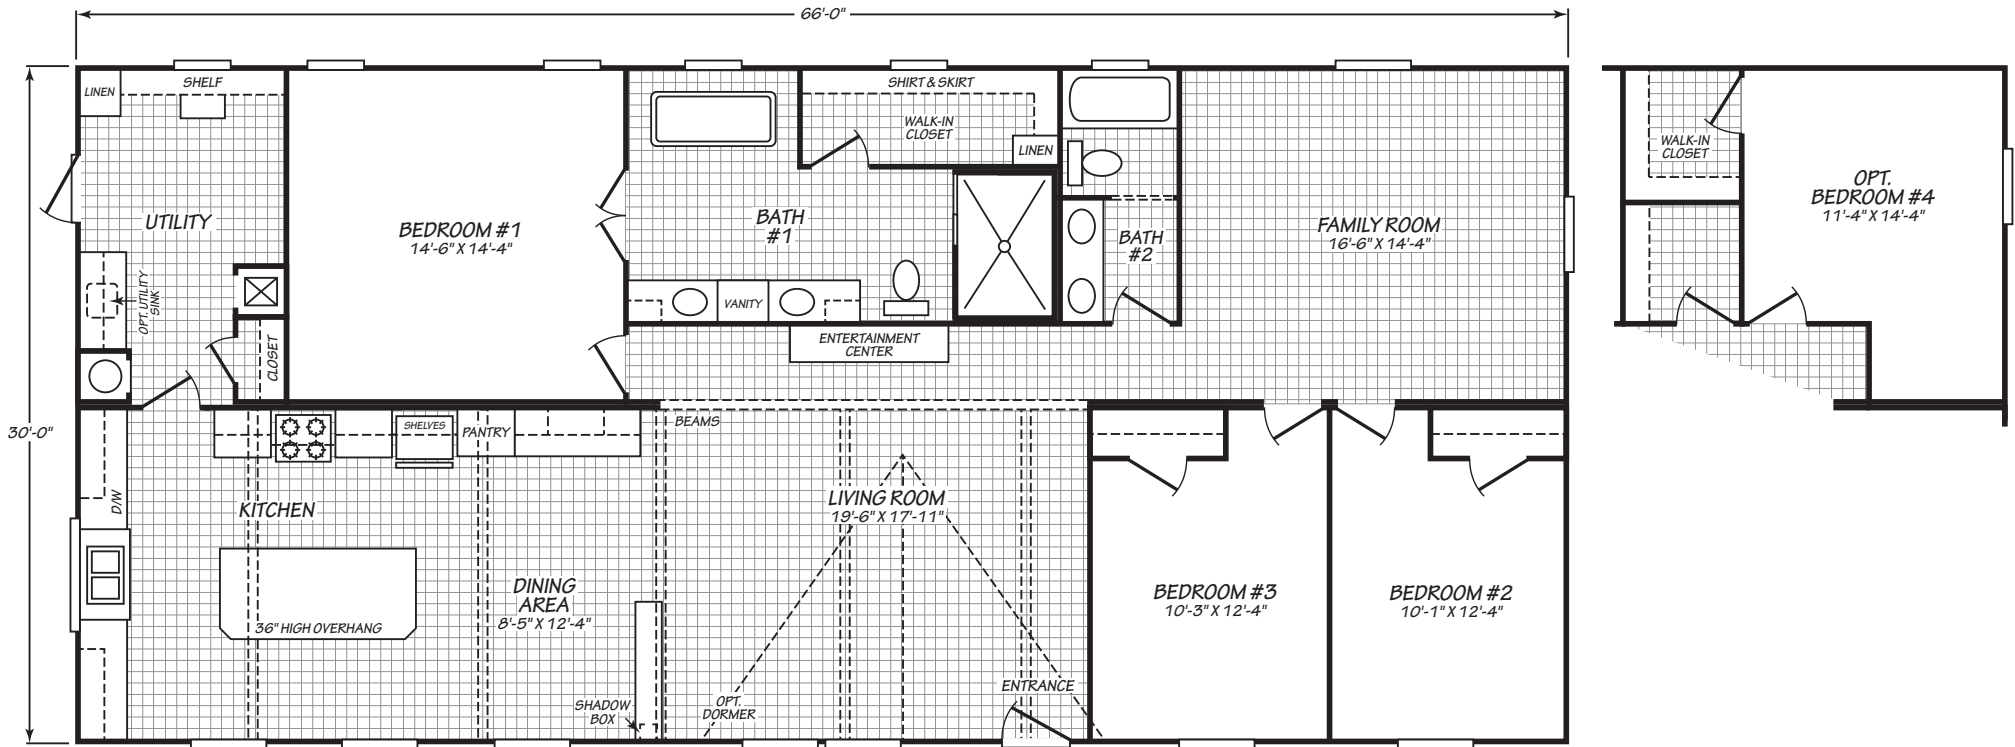 66'-0"
30'-0"
LINEN
SHELF
UTILITY
OPT. UTILITY
SINK
CLOSET
BEDROOM #1
14'-6" X 14'-4"
BATH
#1
VANITY
SHIRT & SKIRT
WALK-IN
CLOSET
LINEN
ENTERTAINMENT
CENTER
BATH
#2
FAMILY ROOM
16'-6" X 14'-4"
WALK-IN
CLOSET
OPT.
BEDROOM #4
11'-4" X 14'-4"
SHELVES
PANTRY
BEAMS
D/W
KITCHEN
36" HIGH OVERHANG
DINING
AREA
8'-5" X 12'-4"
SHADOW
BOX
LIVING ROOM
19'-6" X 17'-11"
OPT.
DORMER
ENTRANCE
BEDROOM #3
10'-3" X 12'-4"
BEDROOM #2
10'-1" X 12'-4"